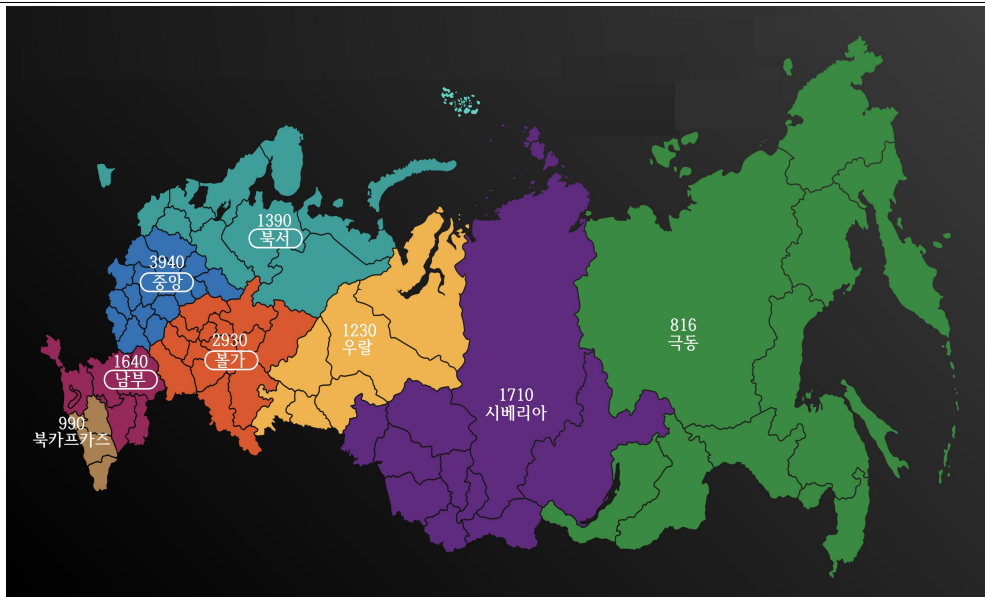 1390
북서
3940
중앙
2930
볼가
1230
우랄
816
극동
1640
남부
1710
시베리아
990
북카프카즈